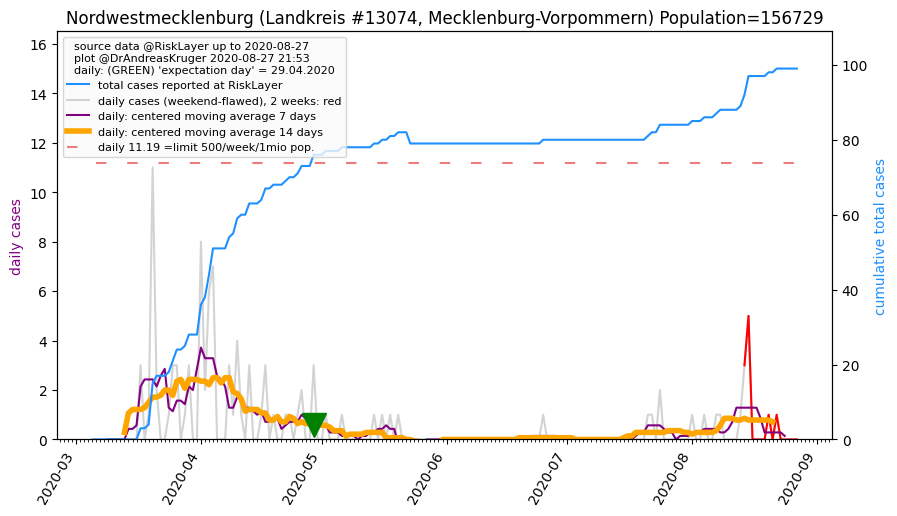 Nordwestmecklenburg (Landkreis #13074, Mecklenburg-Vorpommern) Population=156729
source data @RiskLayer up to 2020-08-27
plot @DrAndreasKruger 2020-08-27 21:53
daily: (GREEN) 'expectation day' = 29.04.2020
total cases reported at RiskLayer
daily cases (weekend-flawed), 2 weeks: red
daily: centered moving average 7 days
daily: centered moving average 14 days
daily 11.19 =limit 500/week/1mio pop.
daily cases
16
14
12
10
8
6
4
2
0
100
80
60
40
20
0
cumulative total cases
2020-03
2020-04
2020-05
2020-06
2020-07
2020-08
2020-09